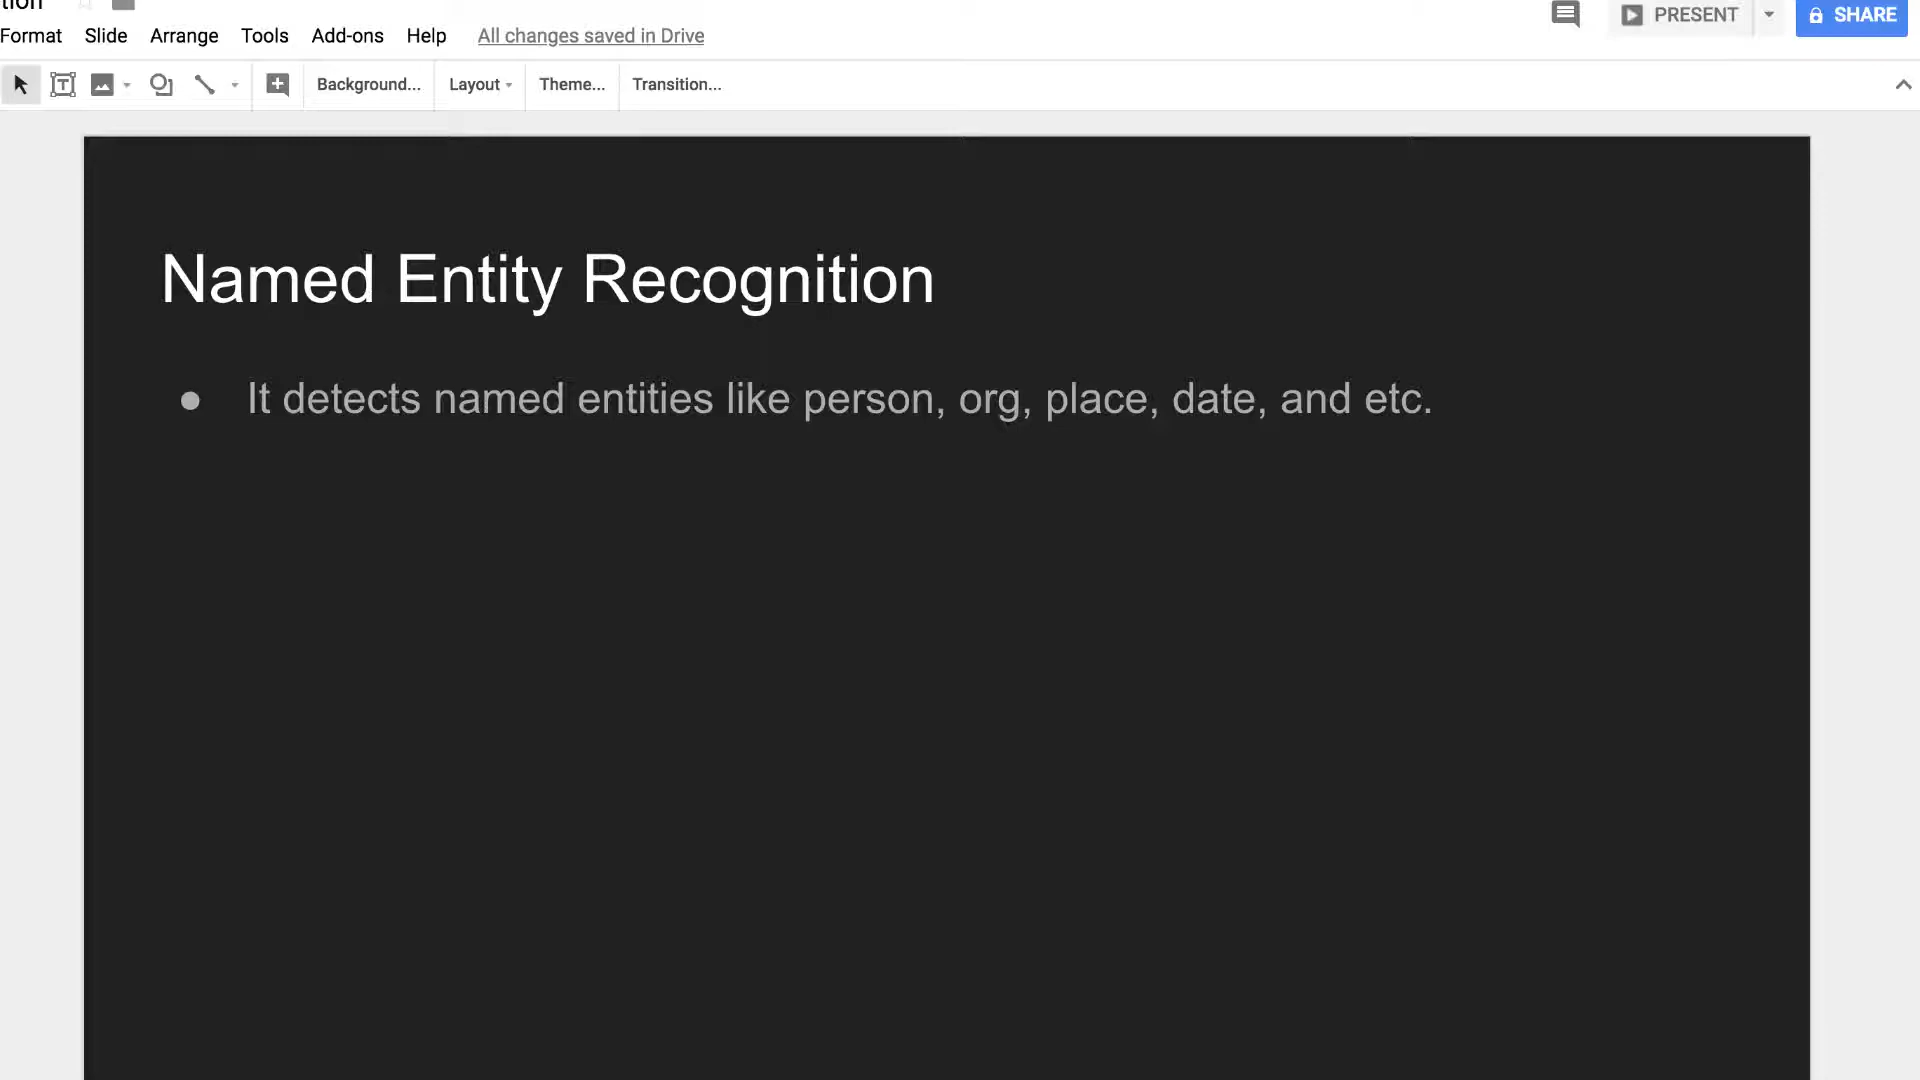 tion
PRESENT
SHARE
Format Slide Arrange Tools Add-ons Help All changes saved in Drive
Background... Layout Theme... Transition...
Named Entity Recognition
● It detects named entities like person, org, place, date, and etc.